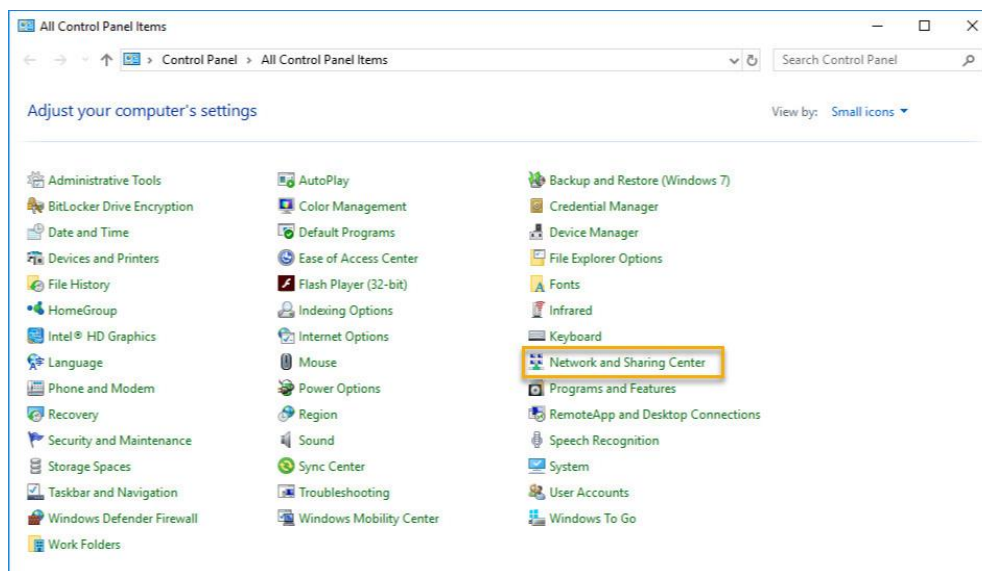 All Control Panel Items
Control Panel > All Control Panel Items
Search Control Panel
Adjust your computer's settings
View by: Small icons
Administrative Tools AutoPlay Backup and Restore (Windows 7)
BitLocker Drive Encryption Color Management Credential Manager
Date and Time Default Programs Device Manager
Devices and Printers Ease of Access Center File Explorer Options
File History Flash Player (32-bit) Fonts
HomeGroup Indexing Options Infrared
Intel® HD Graphics Internet Options Keyboard
Language Mouse Network and Sharing Center
Phone and Modem Power Options Programs and Features
Recovery Region RemoteApp and Desktop Connections
Security and Maintenance Sound Speech Recognition
Storage Spaces Sync Center System
Taskbar and Navigation Troubleshooting User Accounts
Windows Defender Firewall Windows Mobility Center Windows To Go
Work Folders